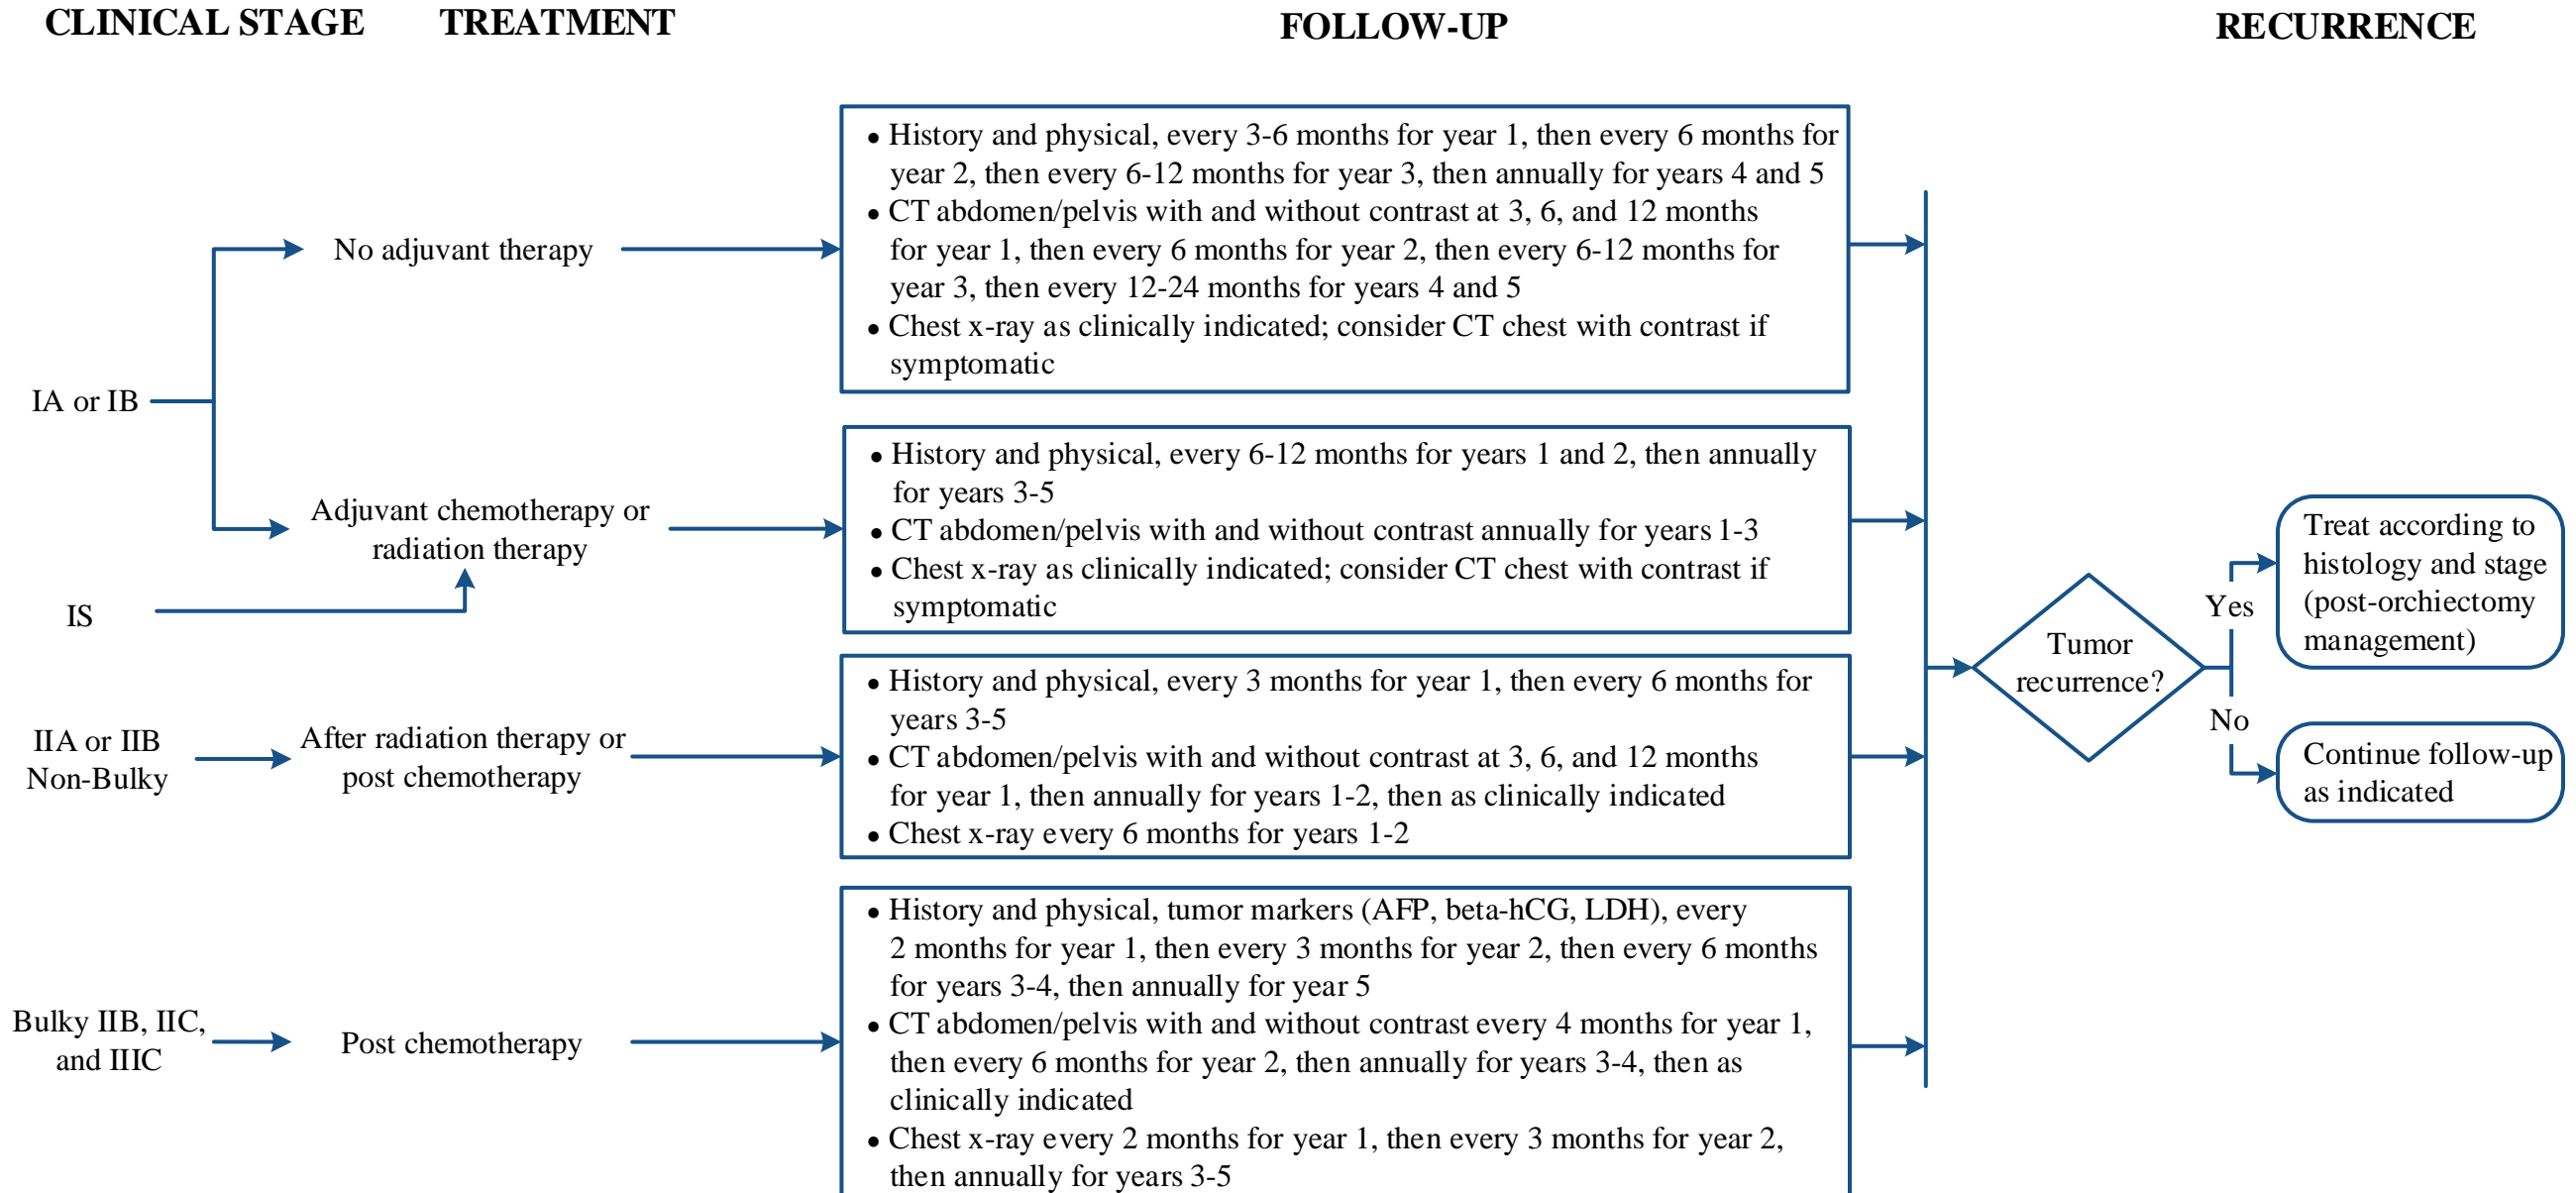 CLINICAL STAGE
TREATMENT
FOLLOW-UP
RECURRENCE
IA or IB
No adjuvant therapy
• History and physical, every 3-6 months for year 1, then every 6 months for
year 2, then every 6-12 months for year 3, then annually for years 4 and 5
• CT abdomen/pelvis with and without contrast at 3, 6, and 12 months
for year 1, then every 6 months for year 2, then every 6-12 months for
year 3, then every 12-24 months for years 4 and 5
• Chest x-ray as clinically indicated; consider CT chest with contrast if
symptomatic
IS
Adjuvant chemotherapy or
radiation therapy
• History and physical, every 6-12 months for years 1 and 2, then annually
for years 3-5
• CT abdomen/pelvis with and without contrast annually for years 1-3
• Chest x-ray as clinically indicated; consider CT chest with contrast if
symptomatic
IIA or IIB
Non-Bulky
After radiation therapy or
post chemotherapy
• History and physical, every 3 months for year 1, then every 6 months for
years 3-5
• CT abdomen/pelvis with and without contrast at 3, 6, and 12 months
for year 1, then annually for years 1-2, then as clinically indicated
• Chest x-ray every 6 months for years 1-2
Bulky IIB, IIC,
and IIIC
Post chemotherapy
• History and physical, tumor markers (AFP, beta-hCG, LDH), every
2 months for year 1, then every 3 months for year 2, then every 6 months
for years 3-4, then annually for year 5
• CT abdomen/pelvis with and without contrast every 4 months for year 1,
then every 6 months for year 2, then annually for years 3-4, then as
clinically indicated
• Chest x-ray every 2 months for year 1, then every 3 months for year 2,
then annually for years 3-5
Tumor
recurrence?
Yes
Treat according to
histology and stage
(post-orchiectomy
management)
No
Continue follow-up
as indicated